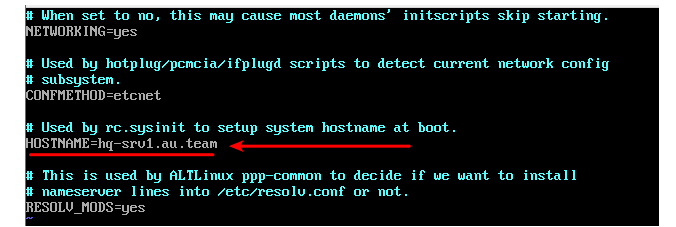 # When set to no, this may cause most daemons' initscripts skip starting.
NETWORKING=yes
# Used by hotplug/pcmcia/ifplugd scripts to detect current network config
# subsystem.
CONFMETHOD=etcnet
# Used by rc.sysinit to setup system hostname at boot.
HOSTNAME=hq-srv1.au.team
# This is used by ALTLinux ppp-common to decide if we want to install
# nameserver lines into /etc/resolv.conf or not.
RESOLV_MODS=yes
~